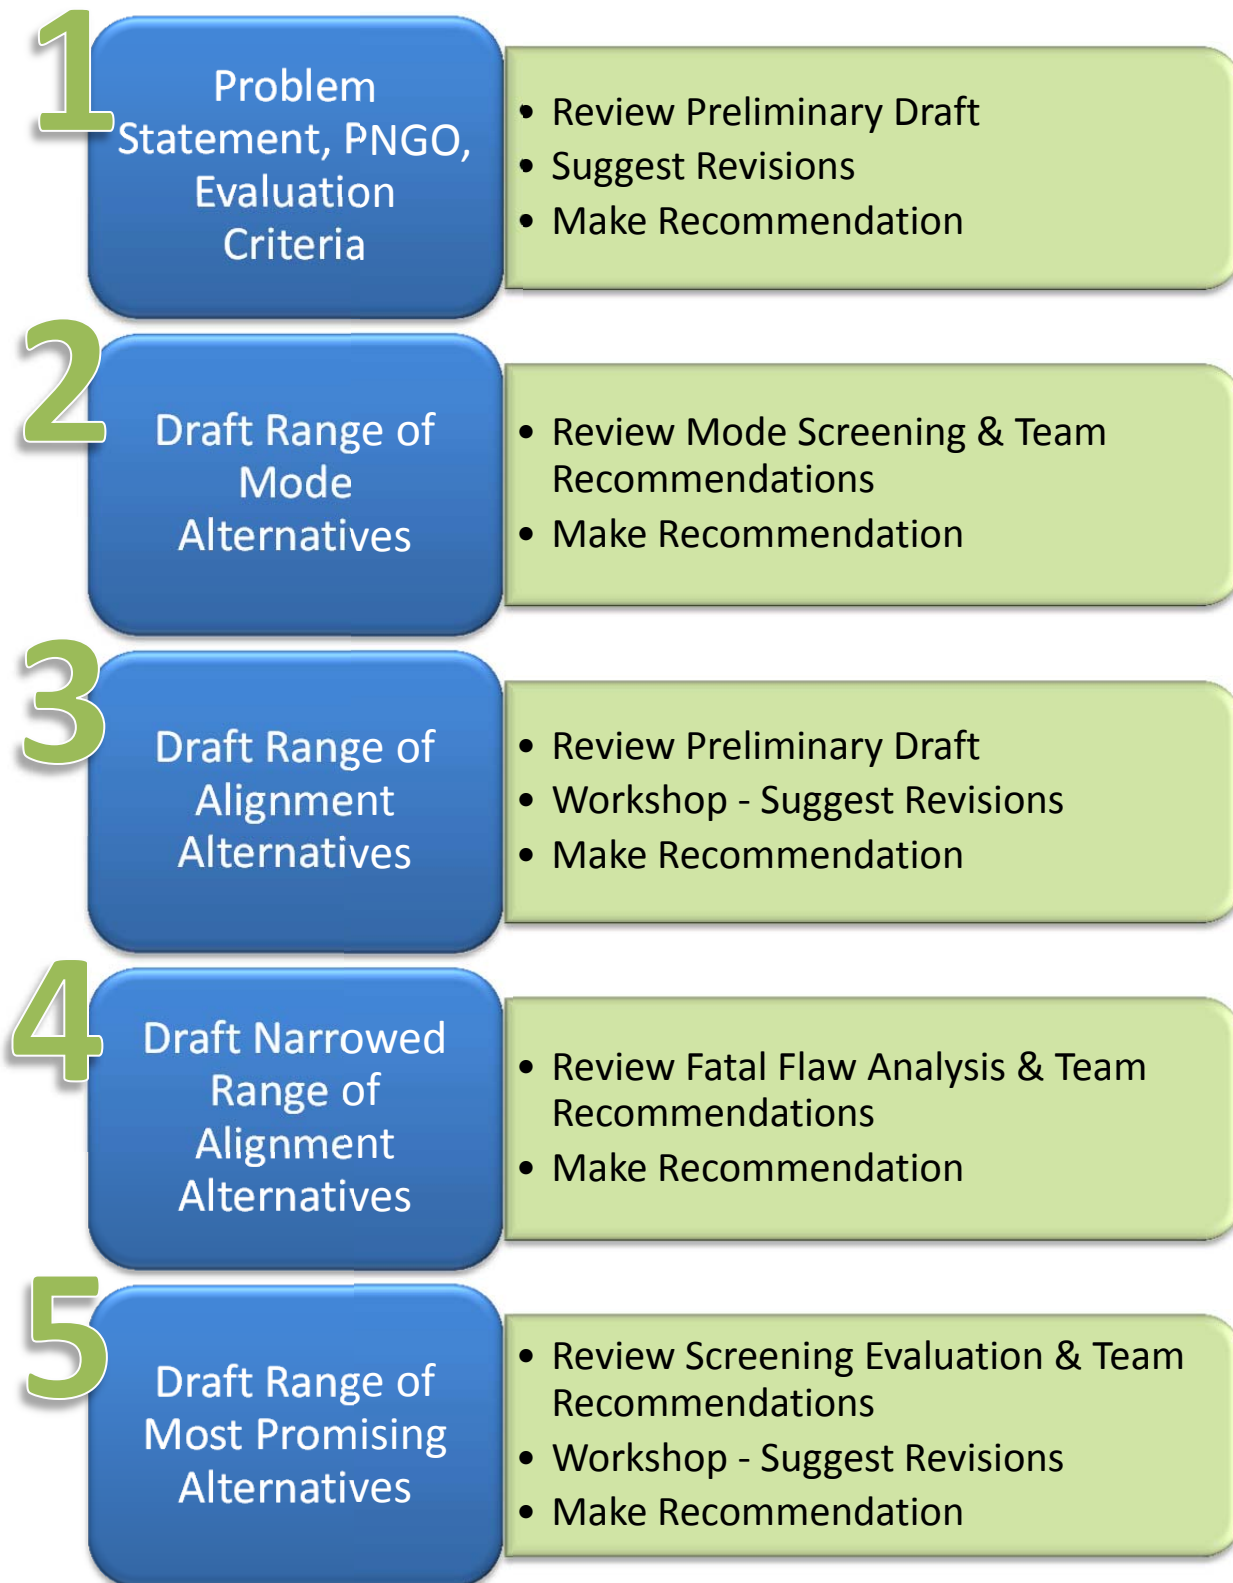 1
Problem
Statement, PNGO,
Evaluation
Criteria
• Review Preliminary Draft
• Suggest Revisions
• Make Recommendation
2
Draft Range of
Mode
Alternatives
• Review Mode Screening & Team
Recommendations
• Make Recommendation
3
Draft Range of
Alignment
Alternatives
• Review Preliminary Draft
• Workshop - Suggest Revisions
• Make Recommendation
4
Draft Narrowed
Range of
Alignment
Alternatives
• Review Fatal Flaw Analysis & Team
Recommendations
• Make Recommendation
5
Draft Range of
Most Promising
Alternatives
• Review Screening Evaluation & Team
Recommendations
• Workshop - Suggest Revisions
• Make Recommendation